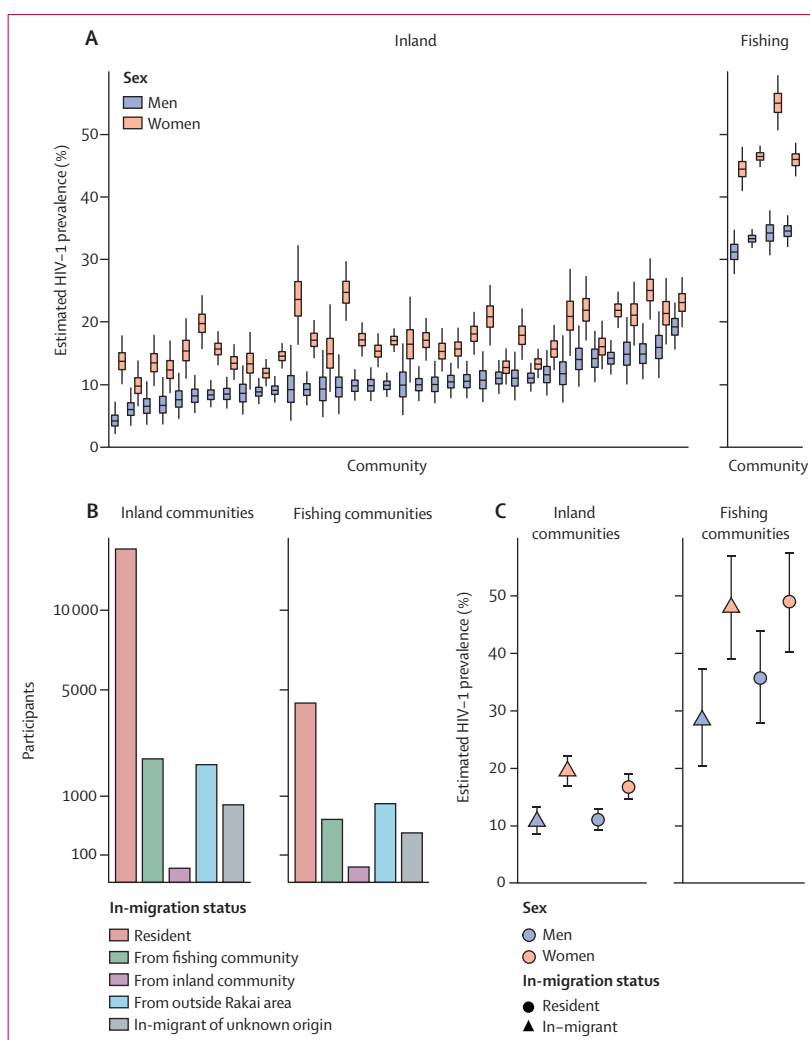 A
Inland
Fishing
Sex
Men
Women
Estimated HIV–1 prevalence (%)
50
40
30
20
10
0
Community
Community
B
Inland communities
Fishing communities
Participants
10 000
5000
1000
100
In-migration status
Resident
From fishing community
From inland community
From outside Rakai area
In-migrant of unknown origin
C
Inland
communities
Fishing
communities
Estimated HIV–1 prevalence (%)
50
40
30
20
10
0
Sex
Men
Women
In-migration status
Resident
In–migrant